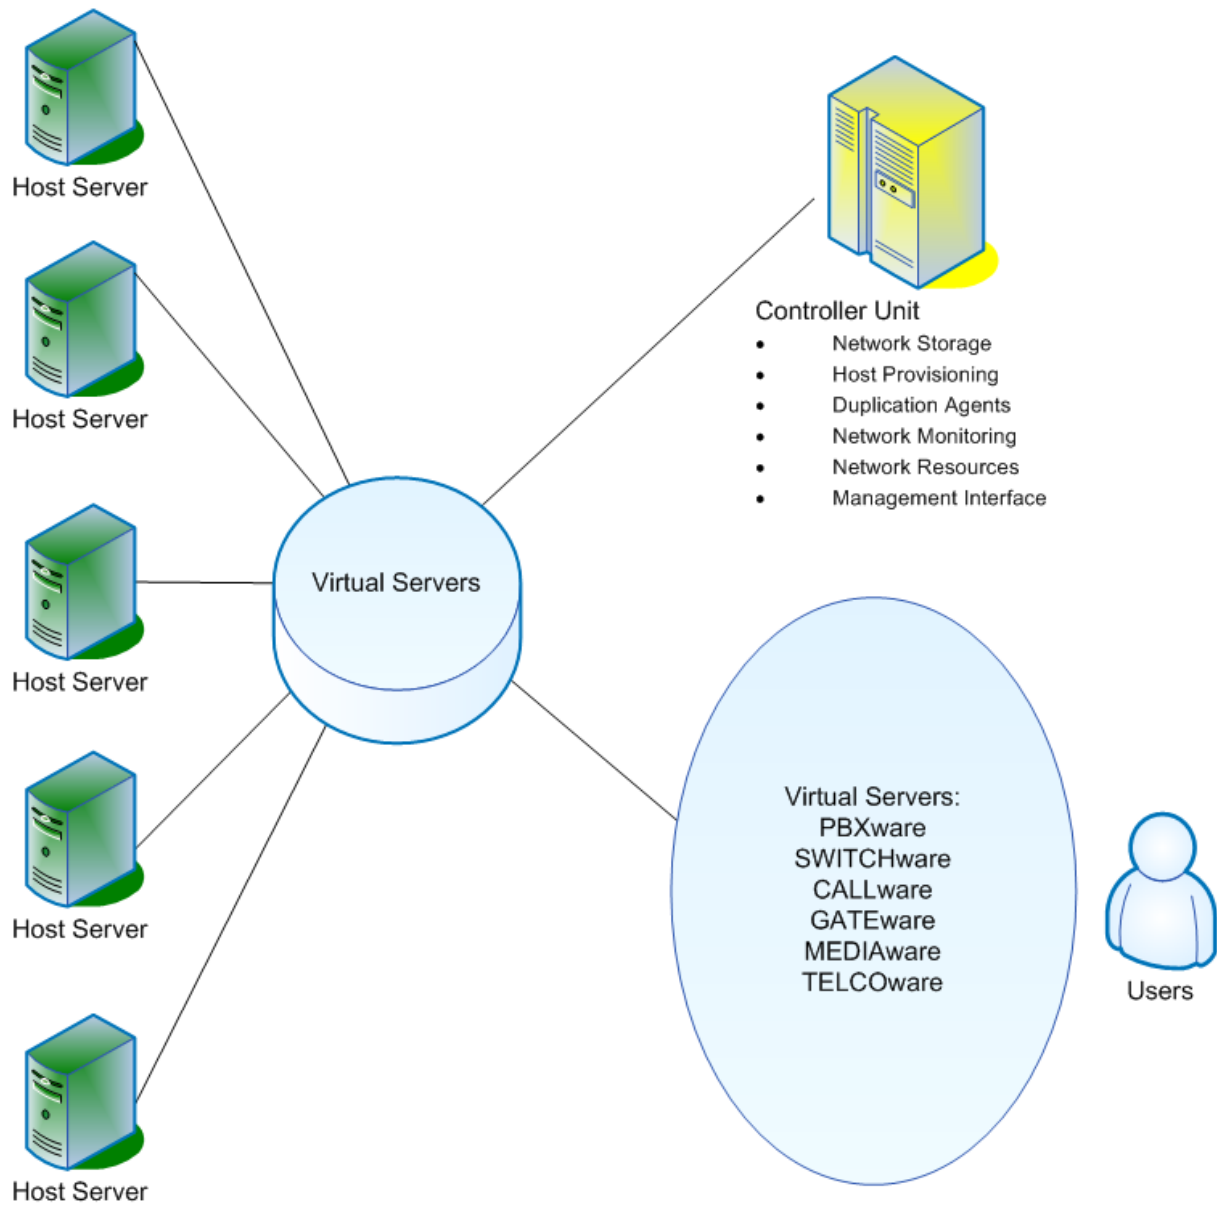 Host Server
Host Server
Host Server
Host Server
Host Server
Virtual Servers
Controller Unit
• Network Storage
• Host Provisioning
• Duplication Agents
• Network Monitoring
• Network Resources
• Management Interface
Virtual Servers:
PBXware
SWITCHware
CALLware
GATEware
MEDIAware
TELCOware
Users